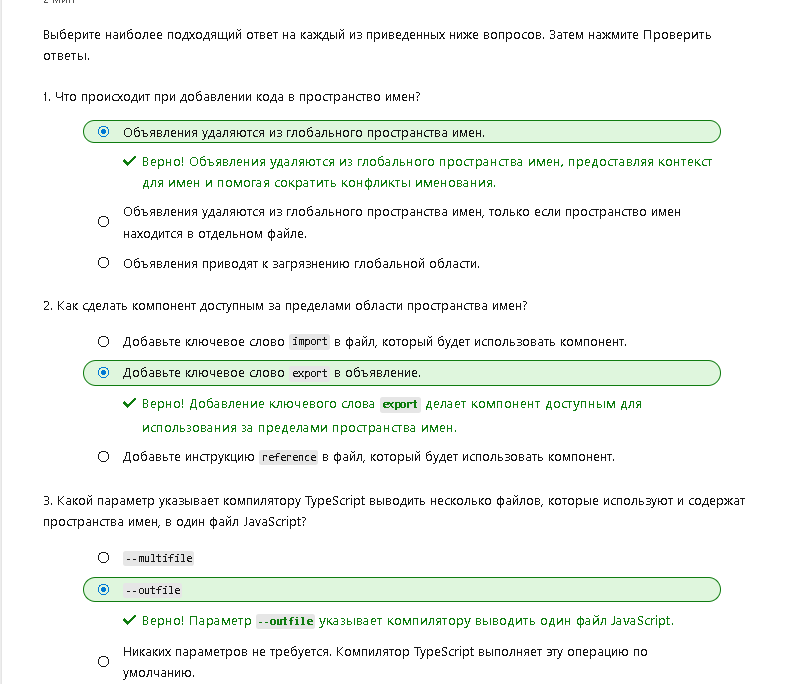 2 мин
Выберите наиболее подходящий ответ на каждый из приведенных ниже вопросов. Затем нажмите Проверить
ответы.
1. Что происходит при добавлении кода в пространство имен?
Объявления удаляются из глобального пространства имен.
Верно! Объявления удаляются из глобального пространства имен, предоставляя контекст
для имен и помогая сократить конфликты именования.
Объявления удаляются из глобального пространства имен, только если пространство имен
находится в отдельном файле.
Объявления приводят к загрязнению глобальной области.
2. Как сделать компонент доступным за пределами области пространства имен?
Добавьте ключевое слово import в файл, который будет использовать компонент.
Добавьте ключевое слово export в объявление.
Верно! Добавление ключевого слова export делает компонент доступным для
использования за пределами пространства имен.
Добавьте инструкцию reference в файл, который будет использовать компонент.
3. Какой параметр указывает компилятору TypeScript выводить несколько файлов, которые используют и содержат
пространства имен, в один файл JavaScript?
--multifile
--outfile
Верно! Параметр --outfile указывает компилятору выводить один файл JavaScript.
Никаких параметров не требуется. Компилятор TypeScript выполняет эту операцию по
умолчанию.